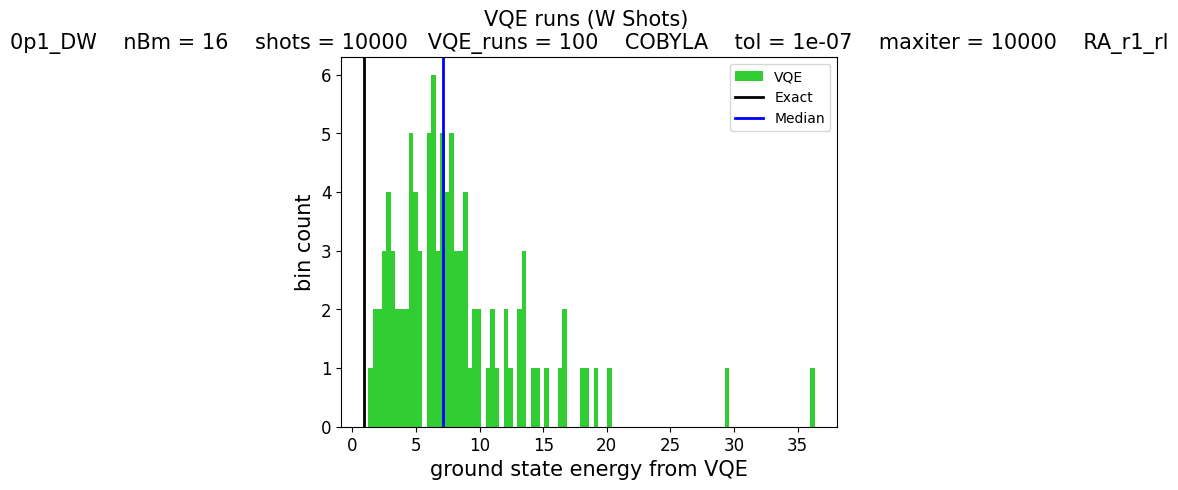 VQE runs (W Shots)
0p1_DW nBm = 16 shots = 10000 VQE_runs = 100 COBYLA tol = 1e-07 maxiter = 10000 RA_r1_rl
VQE
Exact
Median
bin count
6
5
4
3
2
1
0
0 5 10 15 20 25 30 35
ground state energy from VQE